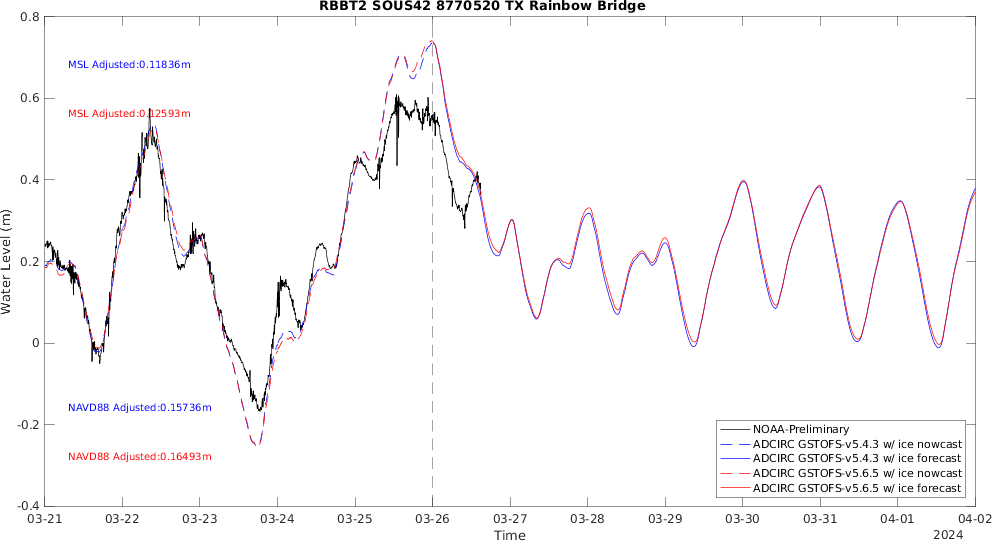 RBBT2 SOUS42 8770520 TX Rainbow Bridge
0.8
0.6
0.4
0.2
0
-0.2
-0.4
Water Level (m)
MSL Adjusted:0.11836m
MSL Adjusted:0.12593m
NAVD88 Adjusted:0.15736m
NAVD88 Adjusted:0.16493m
NOAA-Preliminary
ADCIRC GSTOFS-v5.4.3 w/ ice nowcast
ADCIRC GSTOFS-v5.4.3 w/ ice forecast
ADCIRC GSTOFS-v5.6.5 w/ ice nowcast
ADCIRC GSTOFS-v5.6.5 w/ ice forecast
03-21 03-22 03-23 03-24 03-25 03-26 03-27 03-28 03-29 03-30 03-31 04-01 04-02
Time
2024